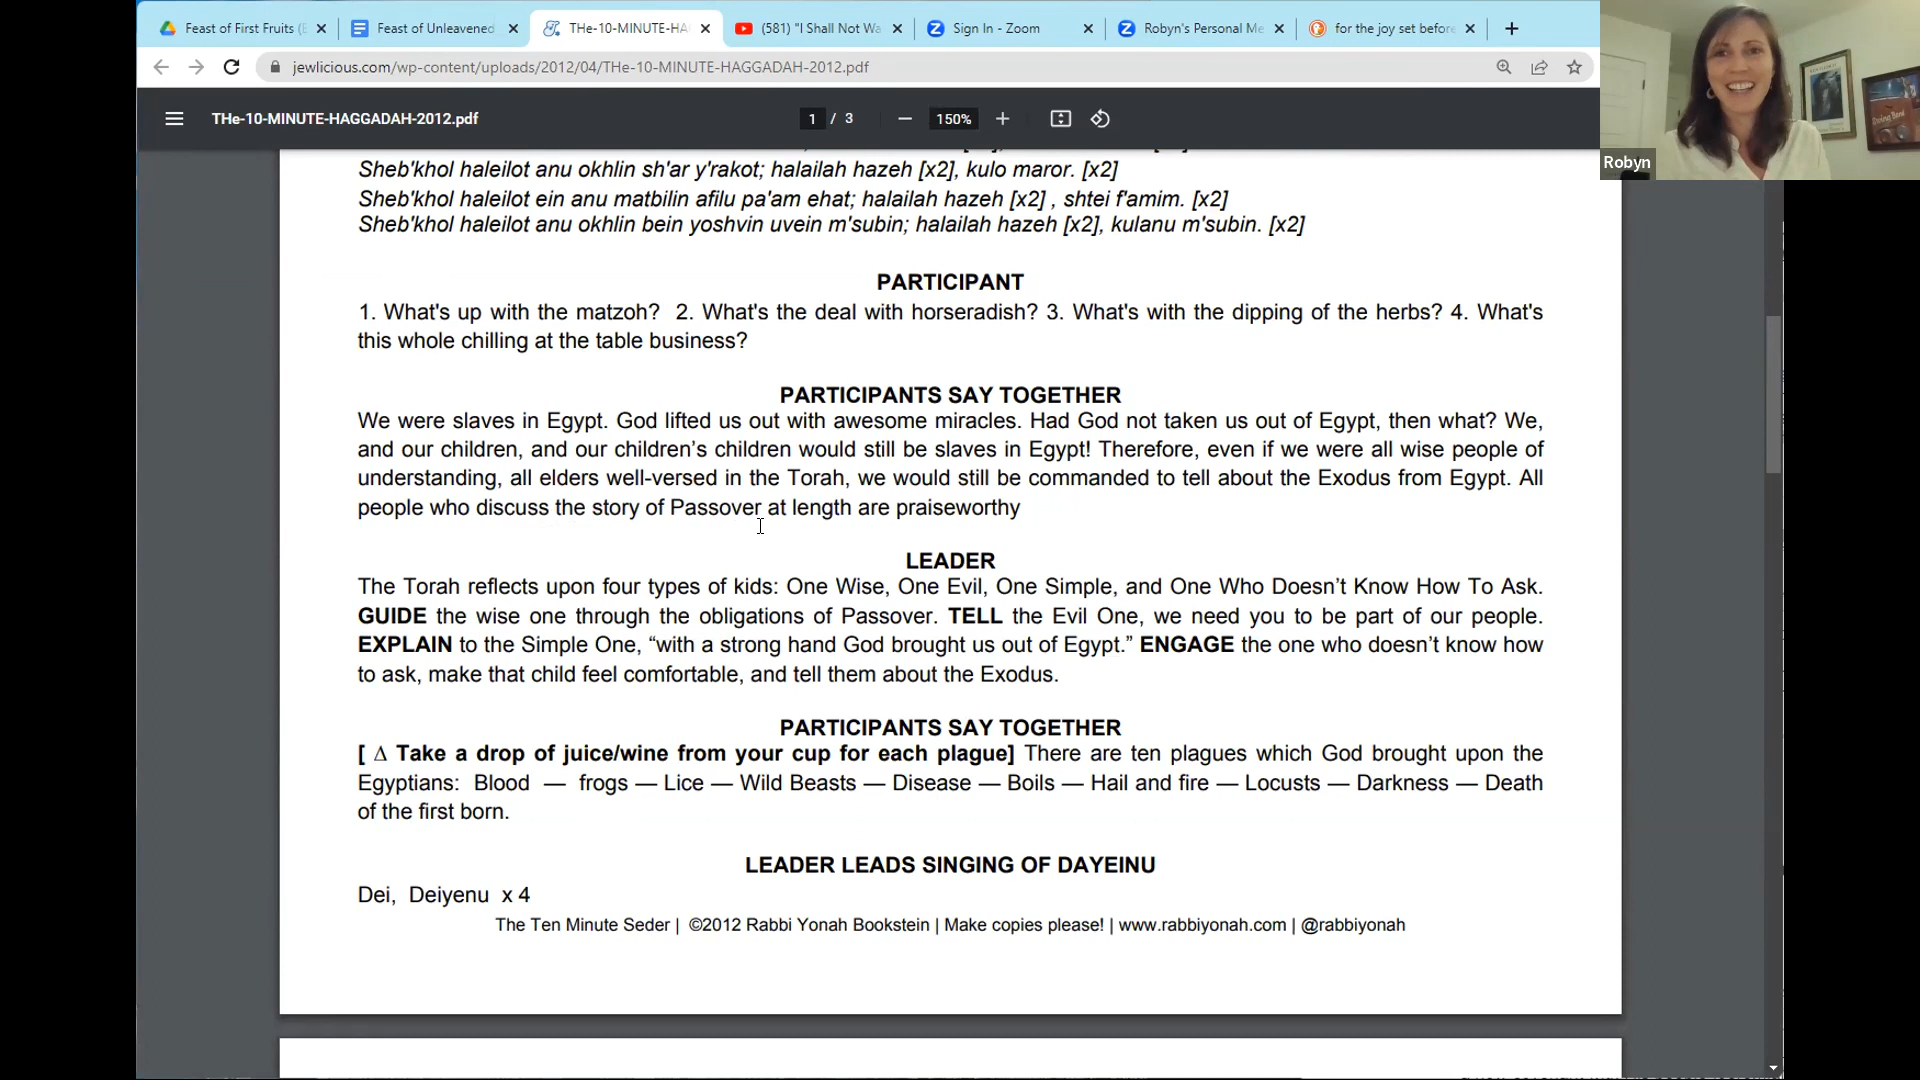 Feast of First Fruits (E
Feast of Unleavened
THe-10-MINUTE-HA
(581) "I Shall Not Wa
Sign In - Zoom
Robyn's Personal Me
for the joy set before
jewlicious.com/wp-content/uploads/2012/04/THe-10-MINUTE-HAGGADAH-2012.pdf
THe-10-MINUTE-HAGGADAH-2012.pdf
1 / 3
150%
Robyn
Sheb'khol haleilot anu okhlin sh'ar y'rakot; halailah hazeh [x2], kulo maror. [x2]
Sheb'khol haleilot ein anu matbilin afilu pa'am ehat; halailah hazeh [x2] , shtei f'amim. [x2]
Sheb'khol haleilot anu okhlin bein yoshvin uvein m'subin; halailah hazeh [x2], kulanu m'subin. [x2]
PARTICIPANT
1. What's up with the matzoh? 2. What's the deal with horseradish? 3. What's with the dipping of the herbs? 4. What's
this whole chilling at the table business?
PARTICIPANTS SAY TOGETHER
We were slaves in Egypt. God lifted us out with awesome miracles. Had God not taken us out of Egypt, then what? We,
and our children, and our children's children would still be slaves in Egypt! Therefore, even if we were all wise people of
understanding, all elders well-versed in the Torah, we would still be commanded to tell about the Exodus from Egypt. All
people who discuss the story of Passover at length are praiseworthy
LEADER
The Torah reflects upon four types of kids: One Wise, One Evil, One Simple, and One Who Doesn't Know How To Ask.
GUIDE the wise one through the obligations of Passover. TELL the Evil One, we need you to be part of our people.
EXPLAIN to the Simple One, “with a strong hand God brought us out of Egypt.” ENGAGE the one who doesn't know how
to ask, make that child feel comfortable, and tell them about the Exodus.
PARTICIPANTS SAY TOGETHER
[ Δ Take a drop of juice/wine from your cup for each plague] There are ten plagues which God brought upon the
Egyptians: Blood — frogs — Lice — Wild Beasts — Disease — Boils — Hail and fire — Locusts — Darkness — Death
of the first born.
LEADER LEADS SINGING OF DAYEINU
Dei, Deiyenu x 4
The Ten Minute Seder | ©2012 Rabbi Yonah Bookstein | Make copies please! | www.rabbiyonah.com | @rabbiyonah